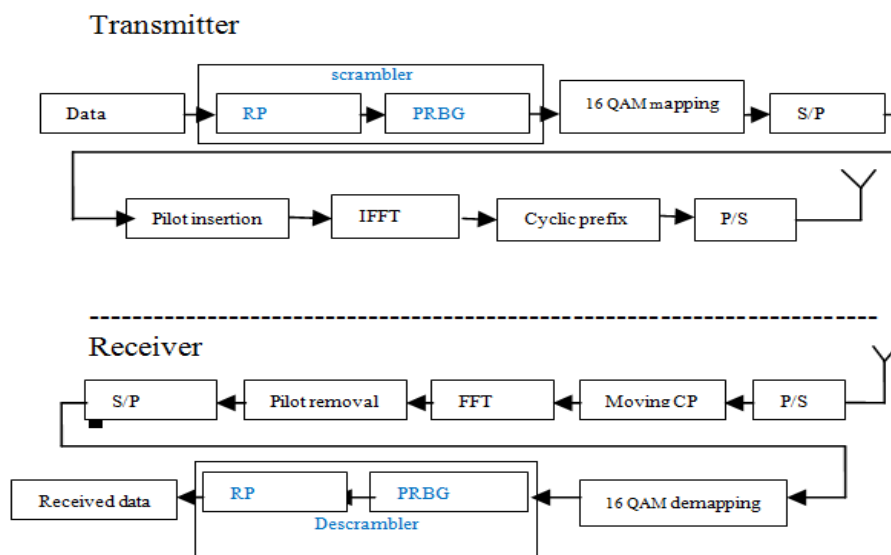 Transmitter
scrambler
Data
RP
PRBG
16 QAM mapping
S/P
Pilot insertion
IFFT
Cyclic prefix
P/S
Receiver
S/P
Pilot removal
FFT
Moving CP
P/S
Received data
RP
PRBG
16 QAM demapping
Descrambler